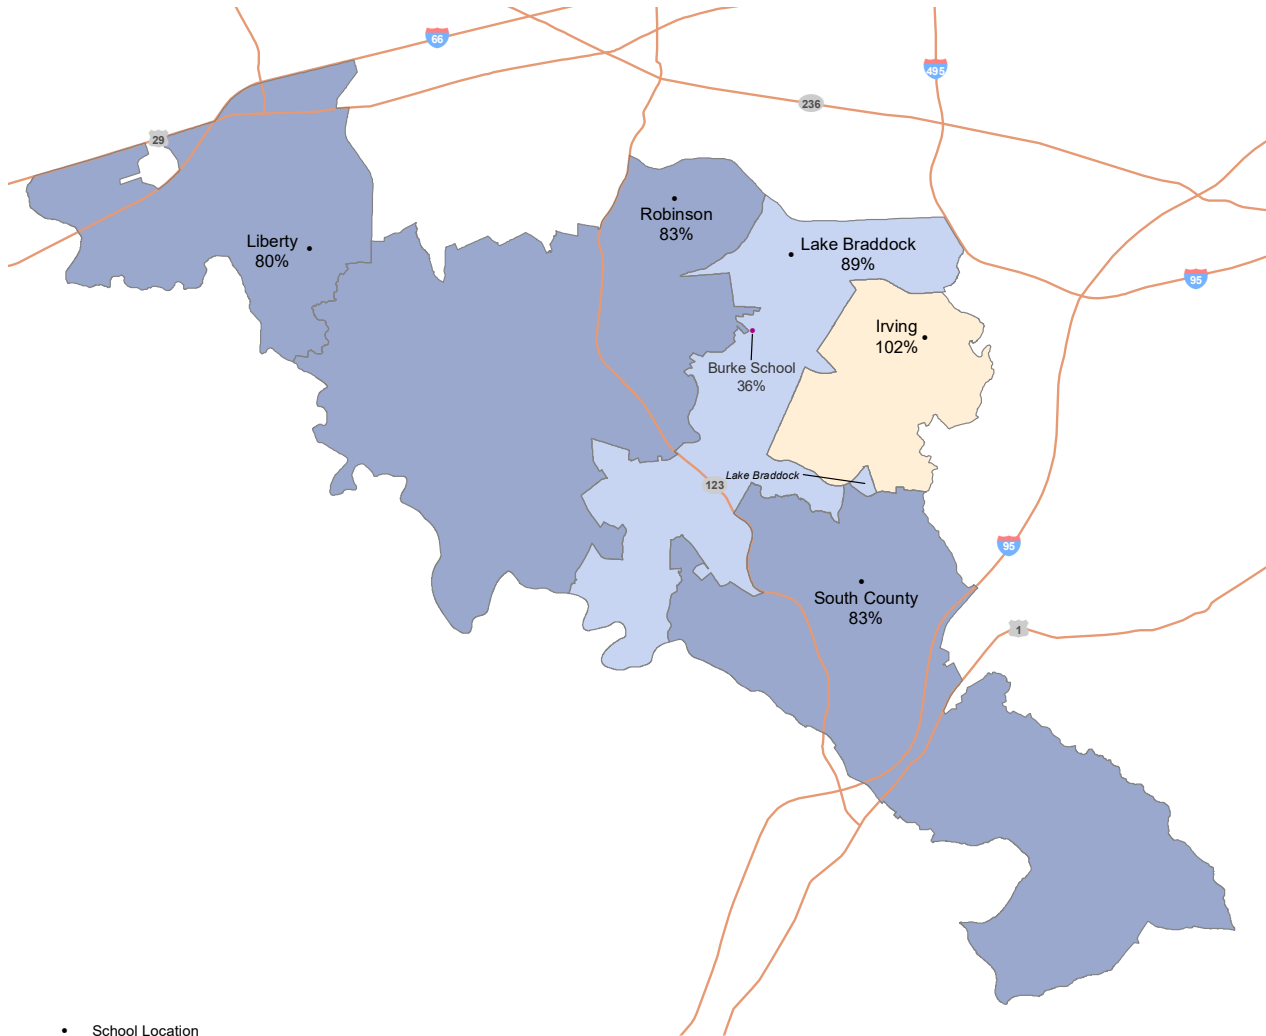 66
495
236
29
Robinson
83%
Liberty
80%
Lake Braddock
89%
95
Irving
102%
Burke School
36%
Lake Braddock
123
95
South County
83%
1
School Location